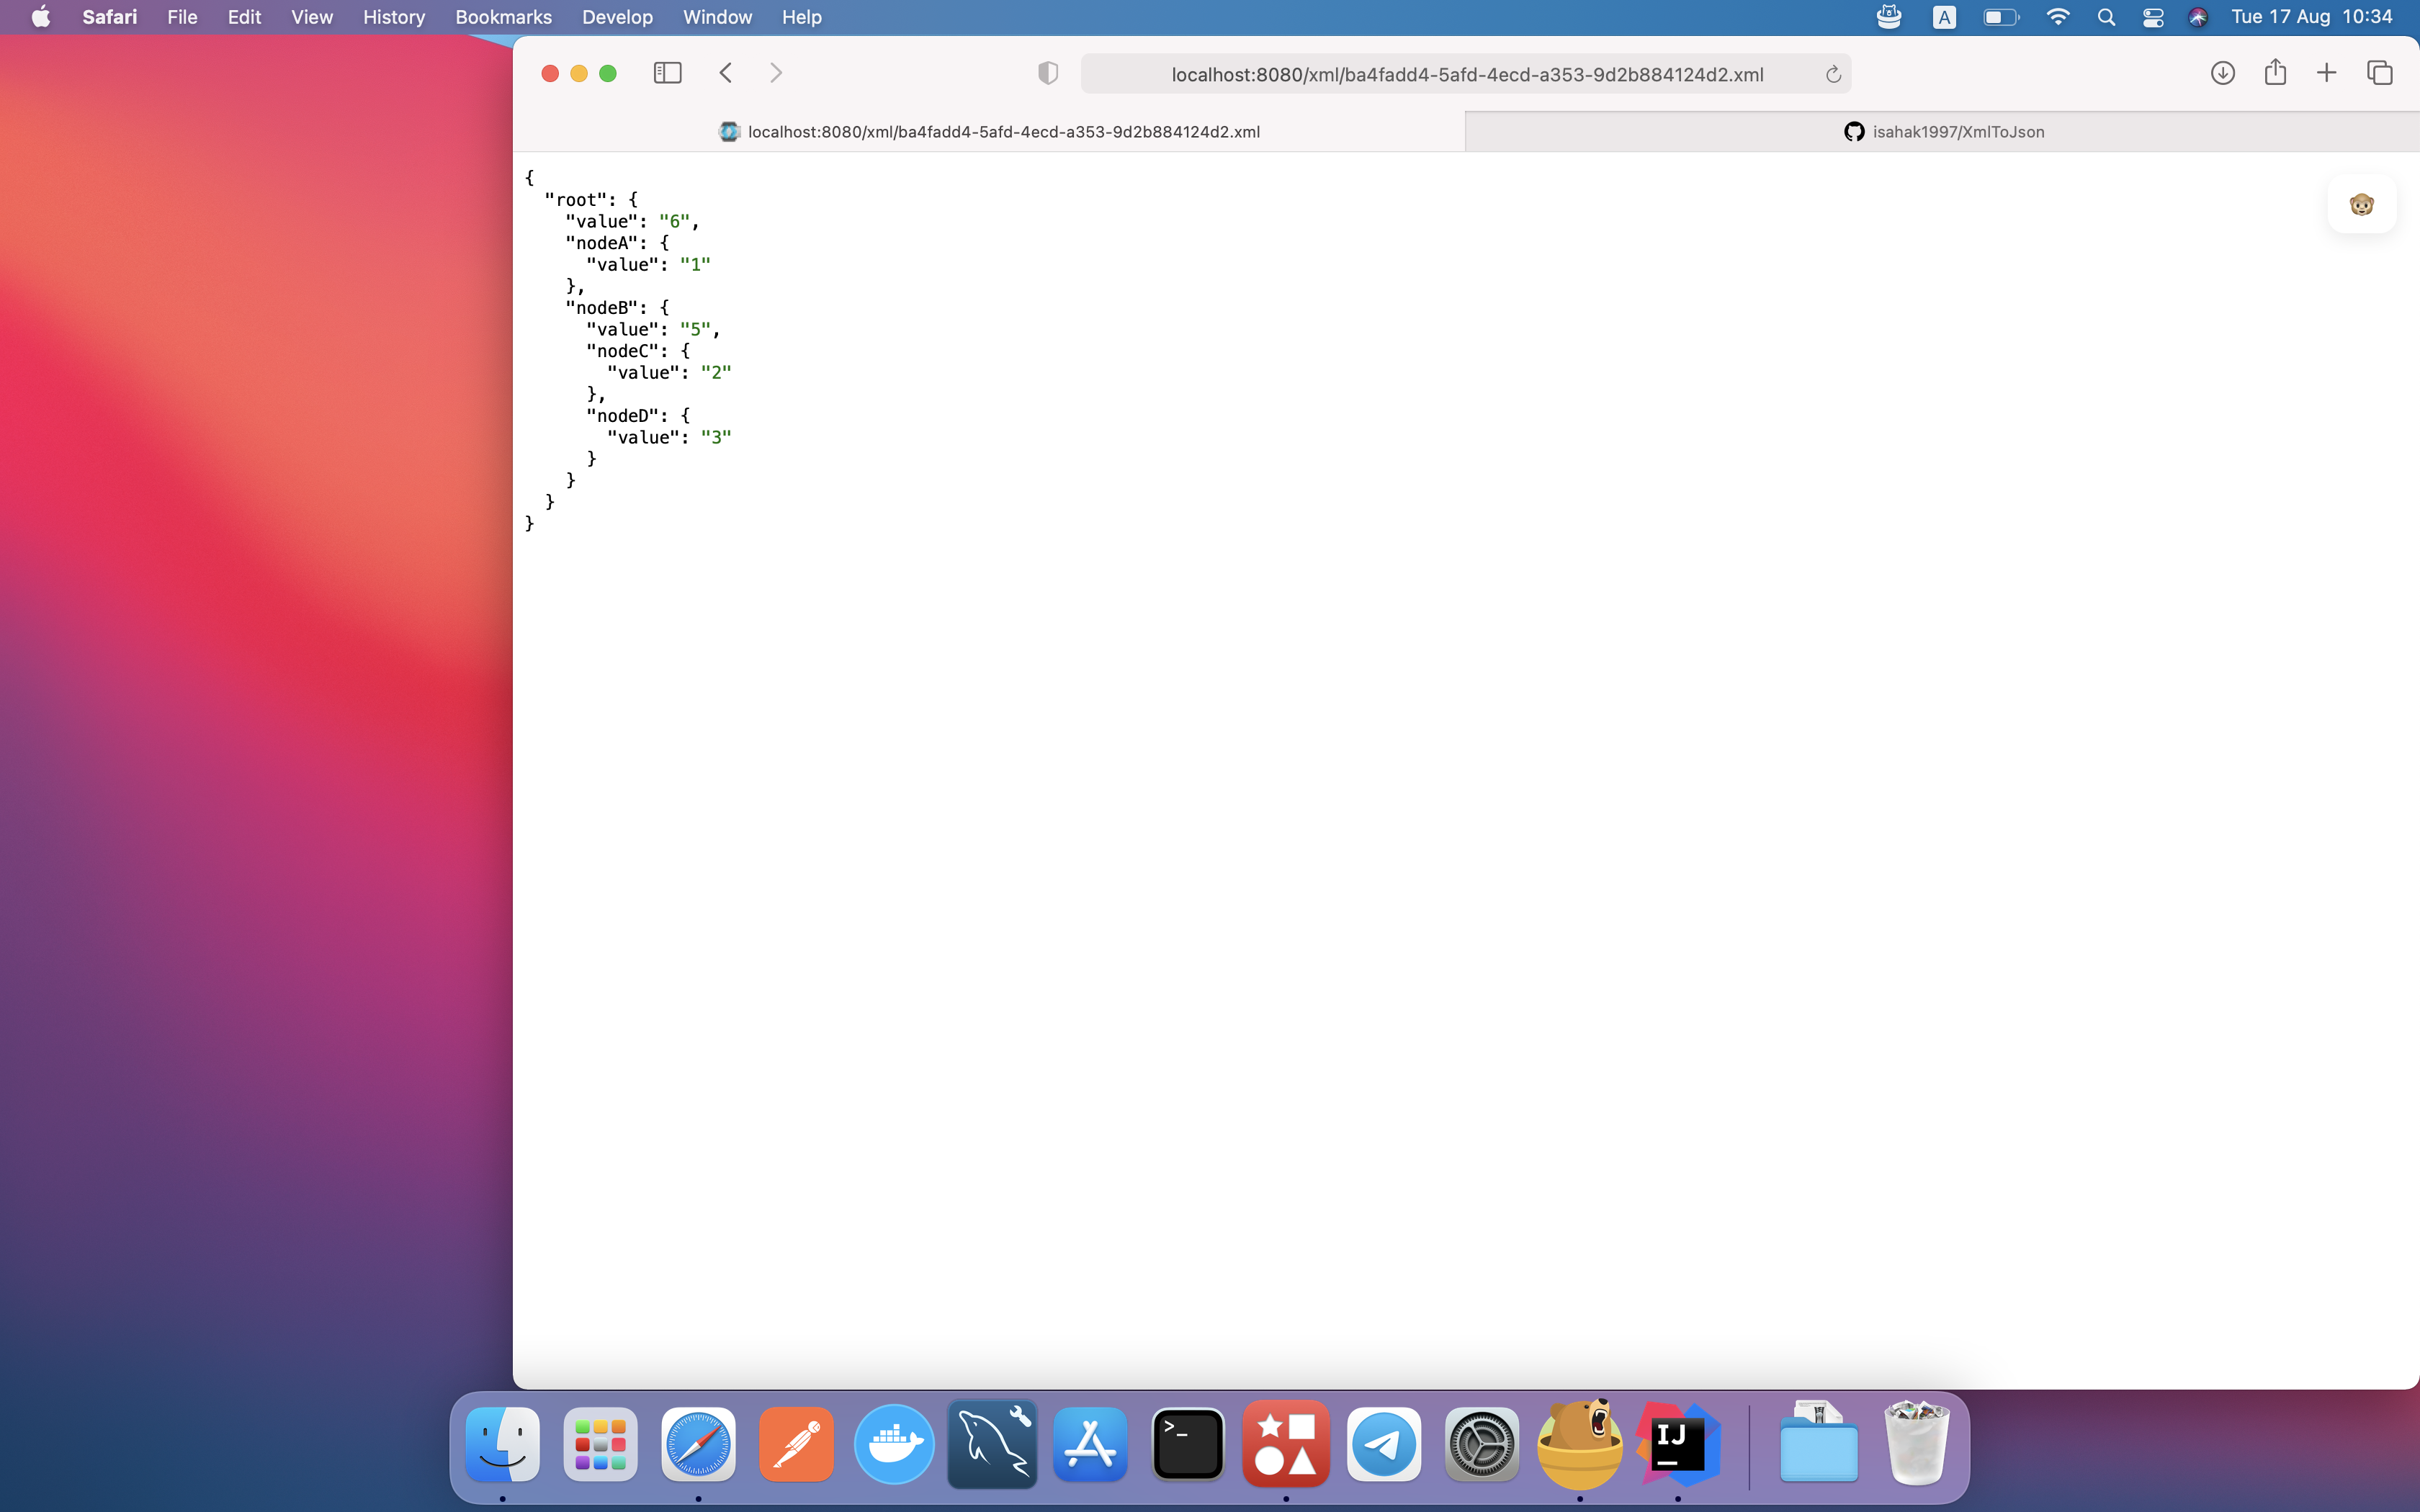 Safari File Edit View History Bookmarks Develop Window Help A Tue 17 Aug 10:34
localhost:8080/xml/ba4fadd4-5afd-4ecd-a353-9d2b884124d2.xml
localhost:8080/xml/ba4fadd4-5afd-4ecd-a353-9d2b884124d2.xml isahak1997/XmlToJson
{
"root": {
"value": "6",
"nodeA": {
"value": "1"
},
"nodeB": {
"value": "5",
"nodeC": {
"value": "2"
},
"nodeD": {
"value": "3"
}
}
}
}
>_ IJ